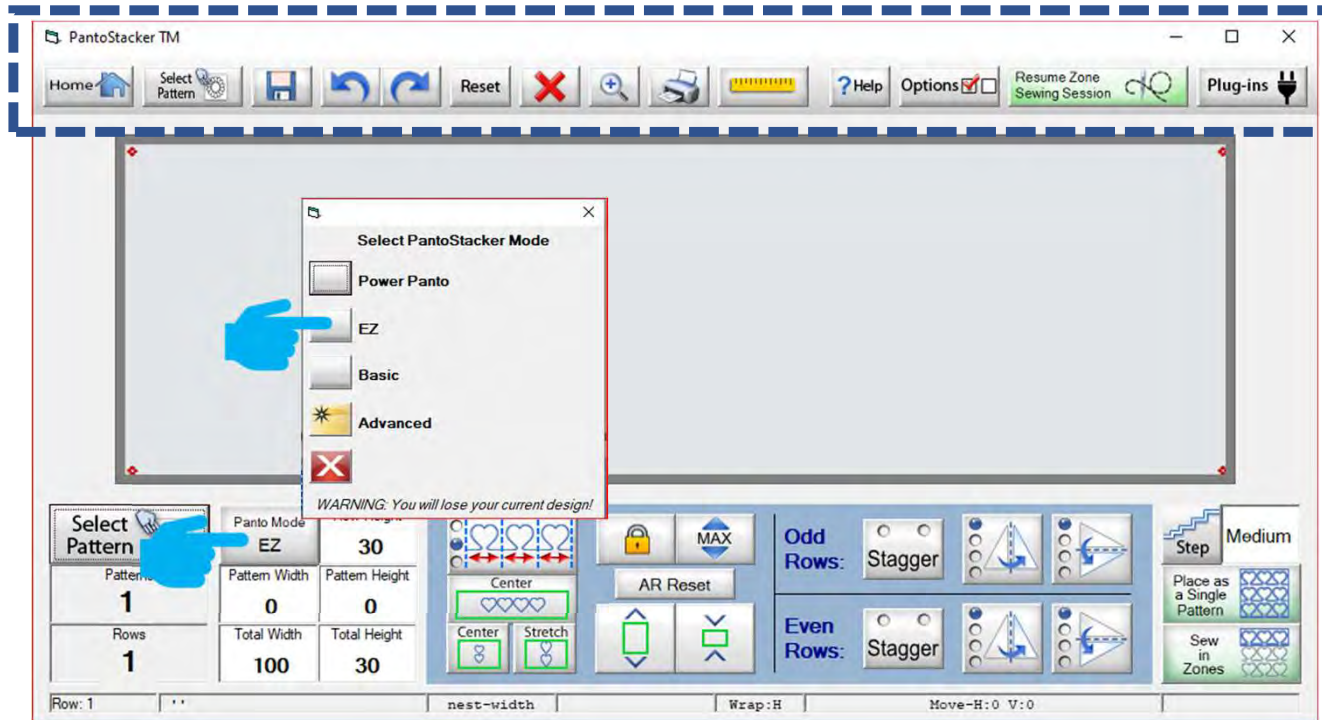 PantoStacker TM
Home
Select
Pattern
Reset
? Help
Options
Resume Zone
Sewing Session
Plug-ins
Select PantoStacker Mode
Power Panto
EZ
Basic
Advanced
WARNING: You will lose your current design!
Select
Pattern
Panto Mode
EZ
30
Patterns
1
Pattern Width
0
Pattern Height
0
Rows
1
Total Width
100
Total Height
30
Center
Center
Stretch
MAX
AR Reset
Odd
Rows:
Stagger
Even
Rows:
Stagger
Step
Medium
Place as
a Single
Pattern
Sew
in
Zones
Row: 1
''
nest-width
Wrap:H
Move-H:0 V:0